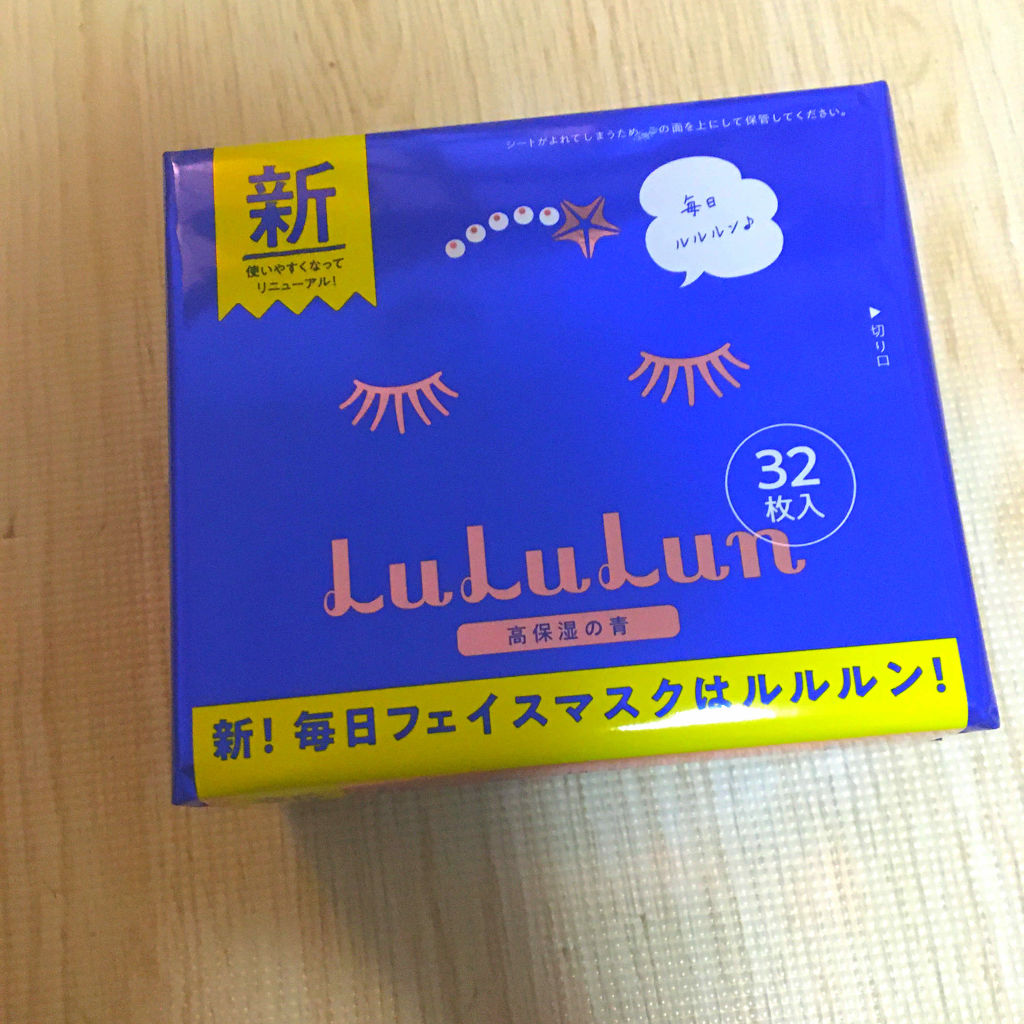 シートがよれてしまうため の面を上にして保管してください。
新
使いやすくなって
リニューアル!
毎日
ルルルン♪
▶切り口
32
枚入
LuLuLun
高保湿の青
新!毎日フェイスマスクはルルルン!